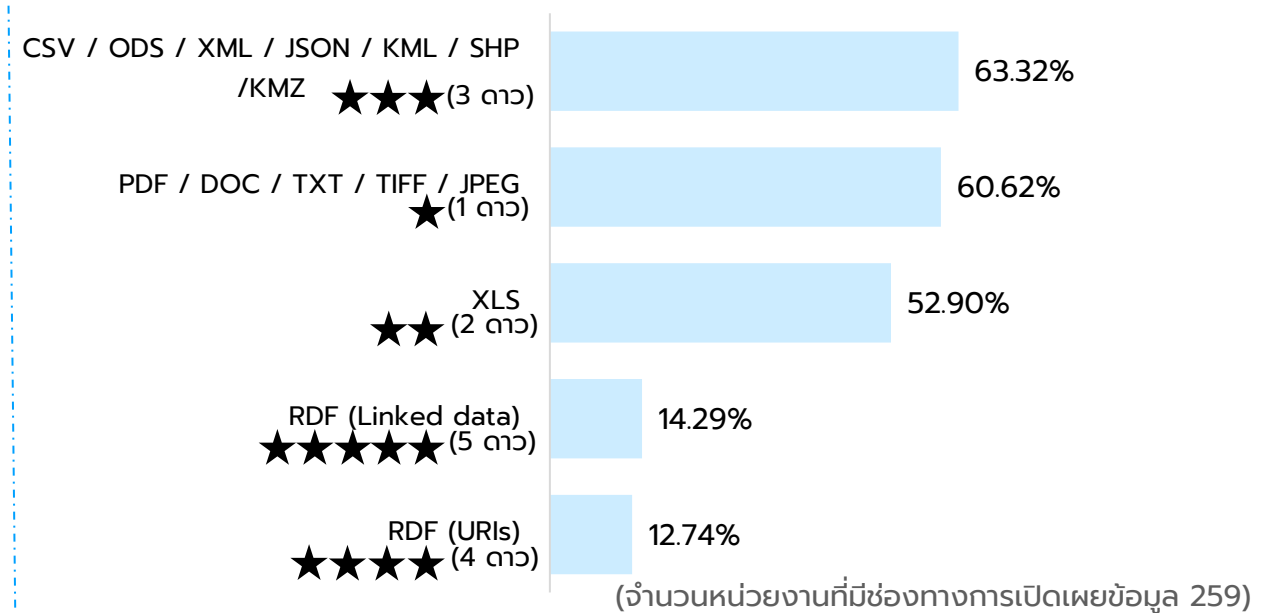 CSV / ODS / XML / JSON / KML / SHP
/KMZ ★★★(3 ดาว)
63.32%
PDF / DOC / TXT / TIFF / JPEG
★(1 ดาว)
60.62%
XLS
★★(2 ดาว)
52.90%
RDF (Linked data)
★★★★★(5 ดาว)
14.29%
RDF (URIs)
★★★★(4 ดาว)
12.74%
(จำนวนหน่วยงานที่มีช่องทางการเปิดเผยข้อมูล 259)